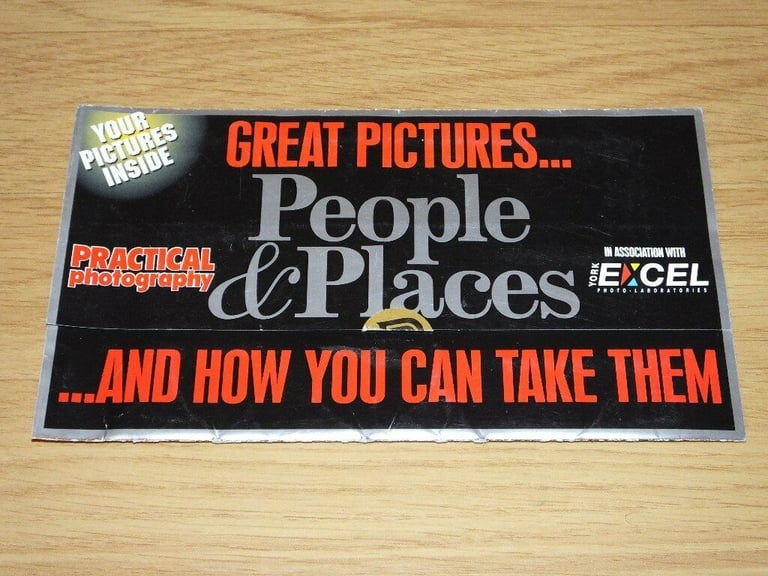 YOUR
PICTURES
INSIDE
GREAT PICTURES...
People
&Places
PRACTICAL
photography
IN ASSOCIATION WITH
YORK
EXCEL
PHOTO-LABORATORIES
...AND HOW YOU CAN TAKE THEM